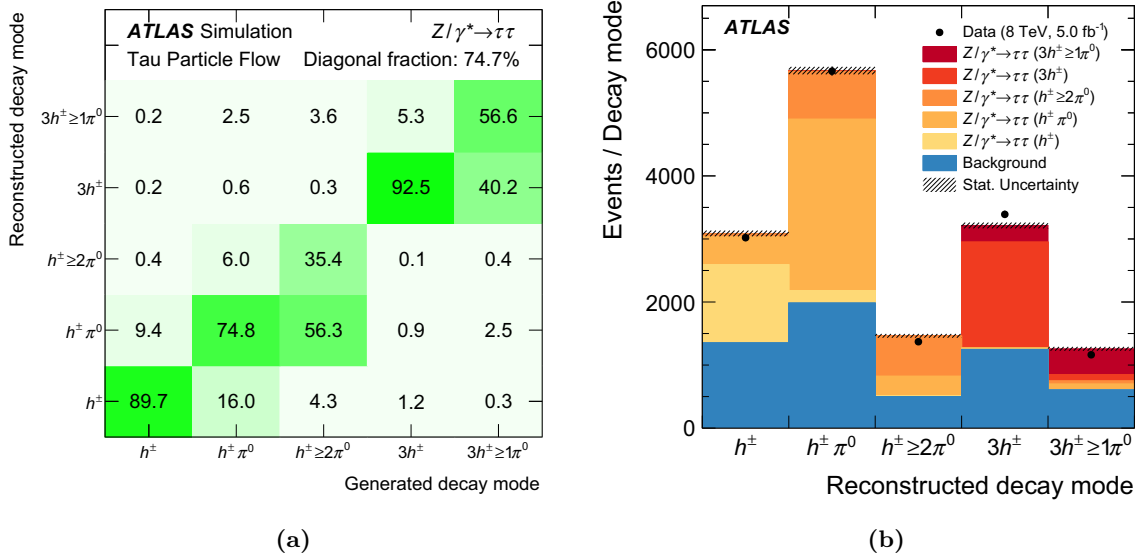 ATLAS Simulation Z/γ*→ττ
Tau Particle Flow Diagonal fraction: 74.7%
Reconstructed decay mode
3h±≥1π⁰ 0.2 2.5 3.6 5.3 56.6
3h± 0.2 0.6 0.3 92.5 40.2
h±≥2π⁰ 0.4 6.0 35.4 0.1 0.4
h±π⁰ 9.4 74.8 56.3 0.9 2.5
h± 89.7 16.0 4.3 1.2 0.3
h± h±π⁰ h±≥2π⁰ 3h± 3h±≥1π⁰
Generated decay mode
(a)
ATLAS
Data (8 TeV, 5.0 fb⁻¹)
Z/γ*→ττ (3h±≥1π⁰)
Z/γ*→ττ (3h±)
Z/γ*→ττ (h±≥2π⁰)
Z/γ*→ττ (h±π⁰)
Z/γ*→ττ (h±)
Background
Stat. Uncertainty
Events / Decay mode
6000
4000
2000
0
h± h±π⁰ h±≥2π⁰ 3h± 3h±≥1π⁰
Reconstructed decay mode
(b)